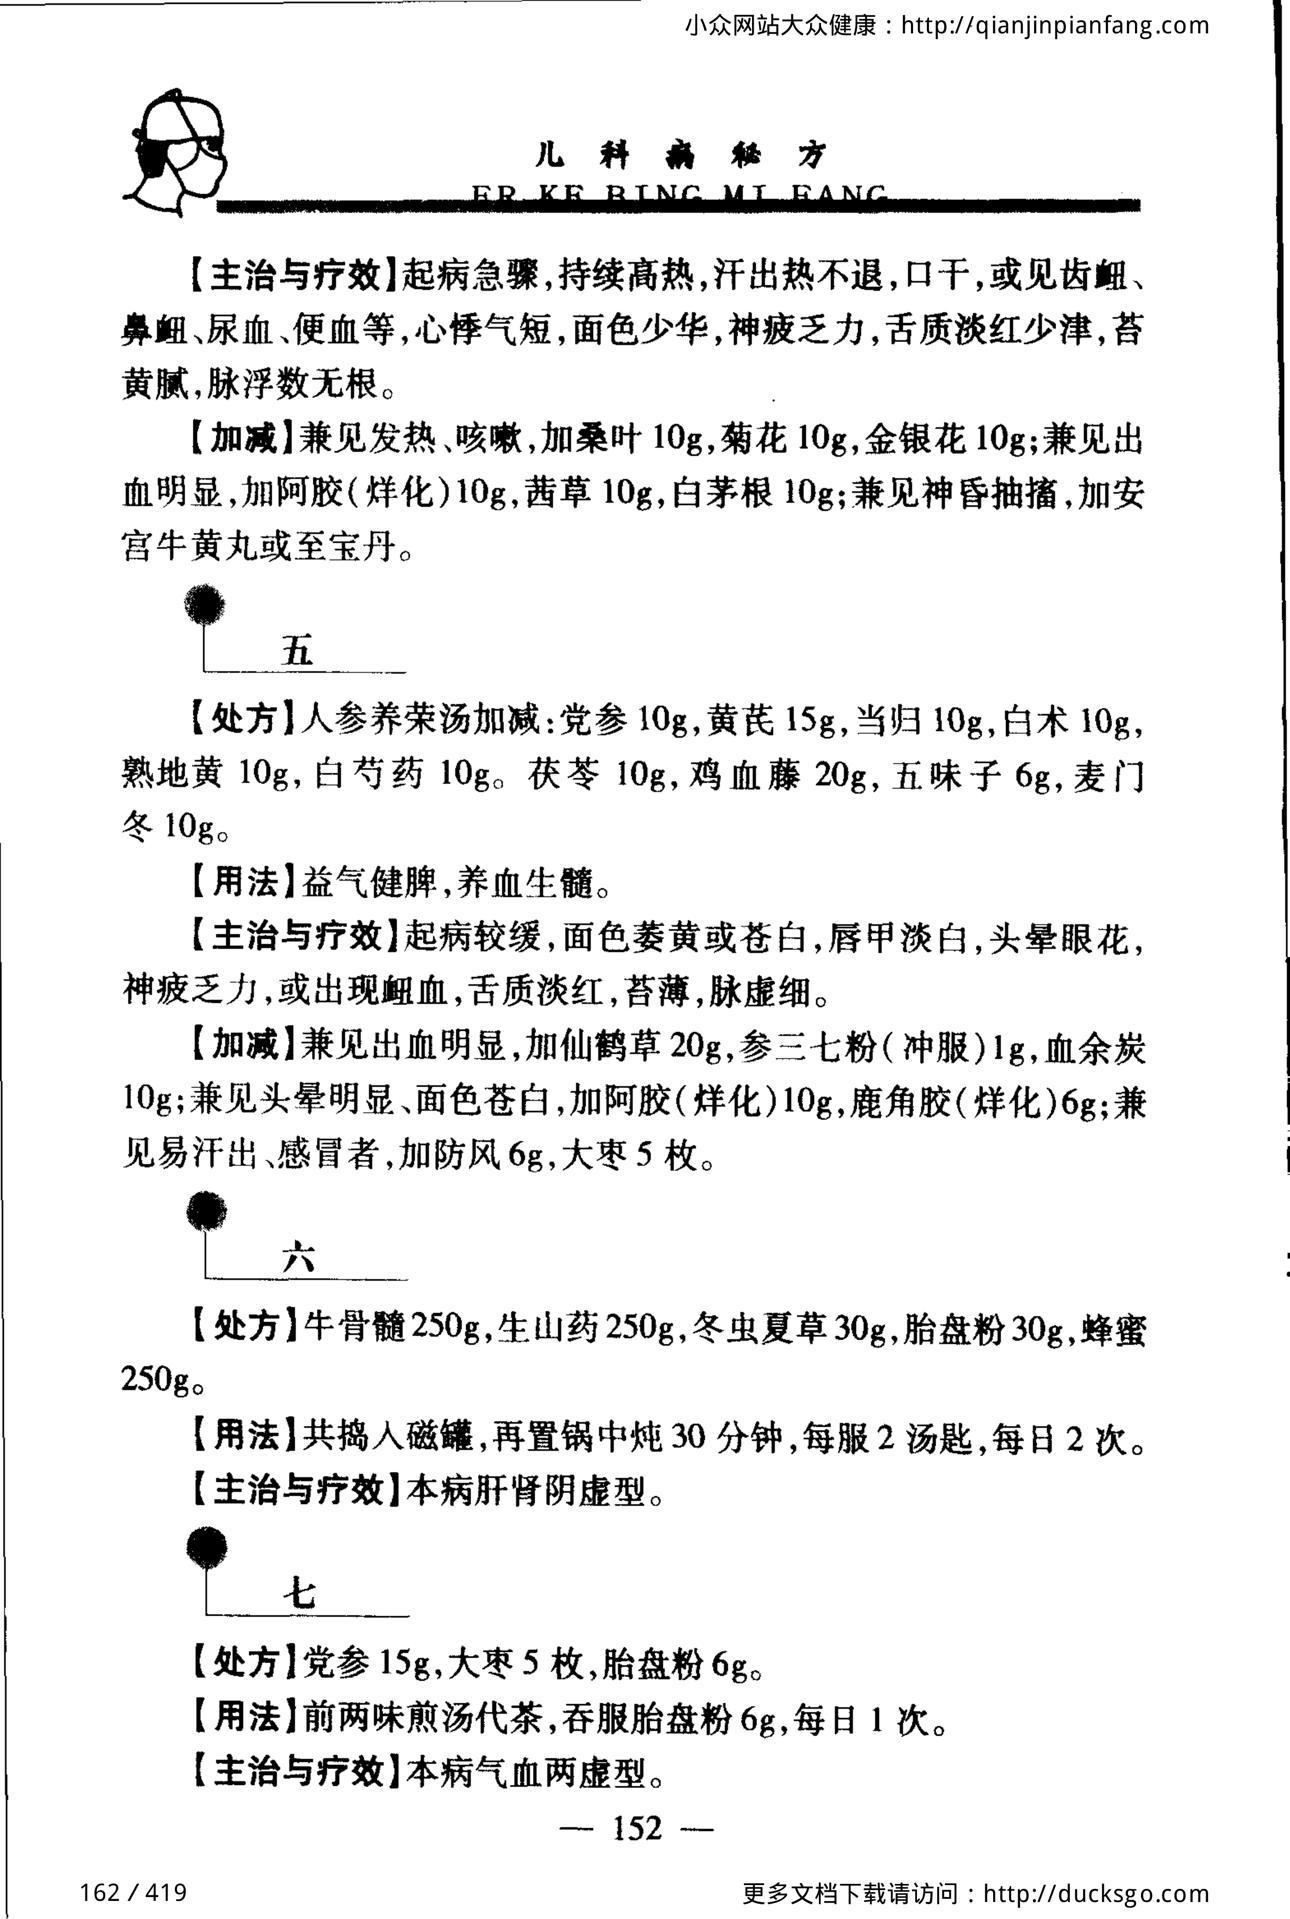 小众网站大众健康：http://qianjinpianfang.com
儿科病秘方
ER KE BING MI FANG
【主治与疗效】起病急骤,持续高热,汗出热不退,口干,或见齿衄、
鼻衄、尿血、便血等,心悸气短,面色少华,神疲乏力,舌质淡红少津,苔
黄腻,脉浮数无根。
【加减】兼见发热、咳嗽,加桑叶 10g,菊花 10g,金银花 10g;兼见出
血明显,加阿胶(烊化)10g,茜草 10g,白茅根 10g;兼见神昏抽搐,加安
宫牛黄丸或至宝丹。
五
【处方】人参养荣汤加减:党参 10g,黄芪 15g,当归 10g,白术 10g,
熟地黄 10g,白芍药 10g。茯苓 10g,鸡血藤 20g,五味子 6g,麦门
冬 10g。
【用法】益气健脾,养血生髓。
【主治与疗效】起病较缓,面色萎黄或苍白,唇甲淡白,头晕眼花,
神疲乏力,或出现衄血,舌质淡红,苔薄,脉虚细。
【加减】兼见出血明显,加仙鹤草 20g,参三七粉(冲服)1g,血余炭
10g;兼见头晕明显、面色苍白,加阿胶(烊化)10g,鹿角胶(烊化)6g;兼
见易汗出、感冒者,加防风 6g,大枣 5 枚。
六
【处方】牛骨髓 250g,生山药 250g,冬虫夏草 30g,胎盘粉 30g,蜂蜜
250g。
【用法】共捣入磁罐,再置锅中炖 30 分钟,每服 2 汤匙,每日 2 次。
【主治与疗效】本病肝肾阴虚型。
七
【处方】党参 15g,大枣 5 枚,胎盘粉 6g。
【用法】前两味煎汤代茶,吞服胎盘粉 6g,每日 1 次。
【主治与疗效】本病气血两虚型。
— 152 —
162 / 419
更多文档下载请访问：http://ducksgo.com